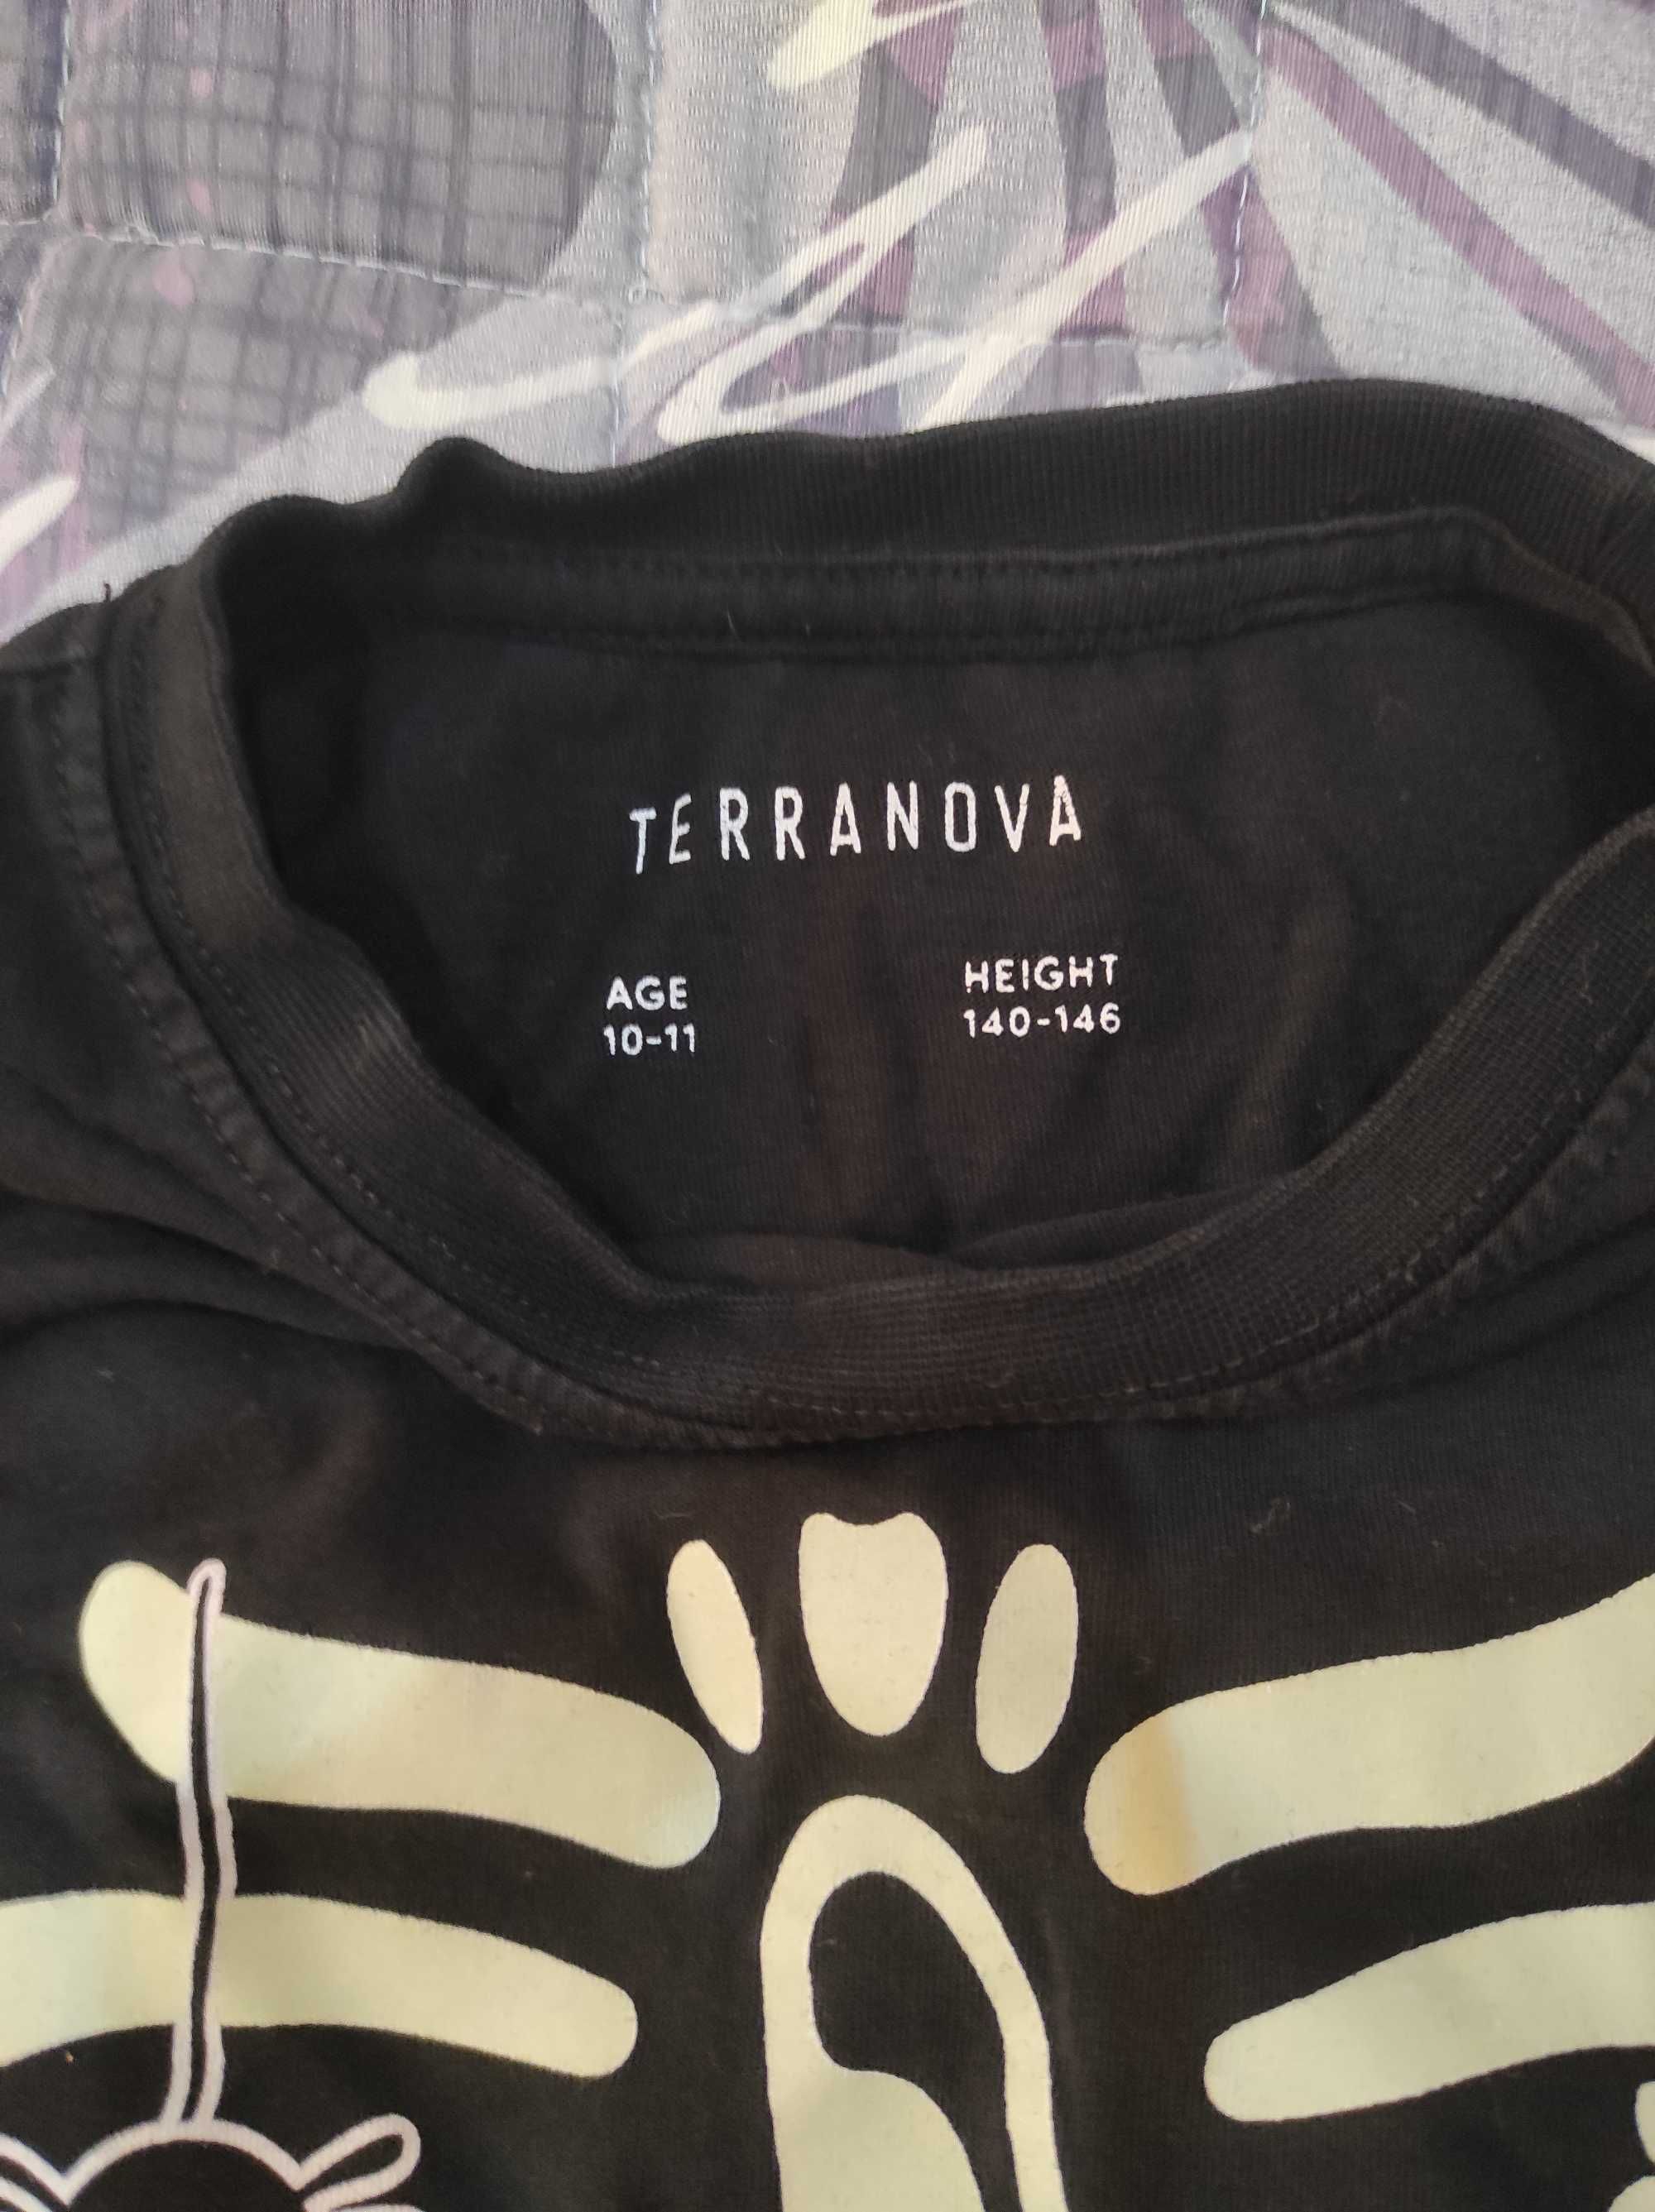 TERRANOVA
AGE
10-11
HEIGHT
140-146